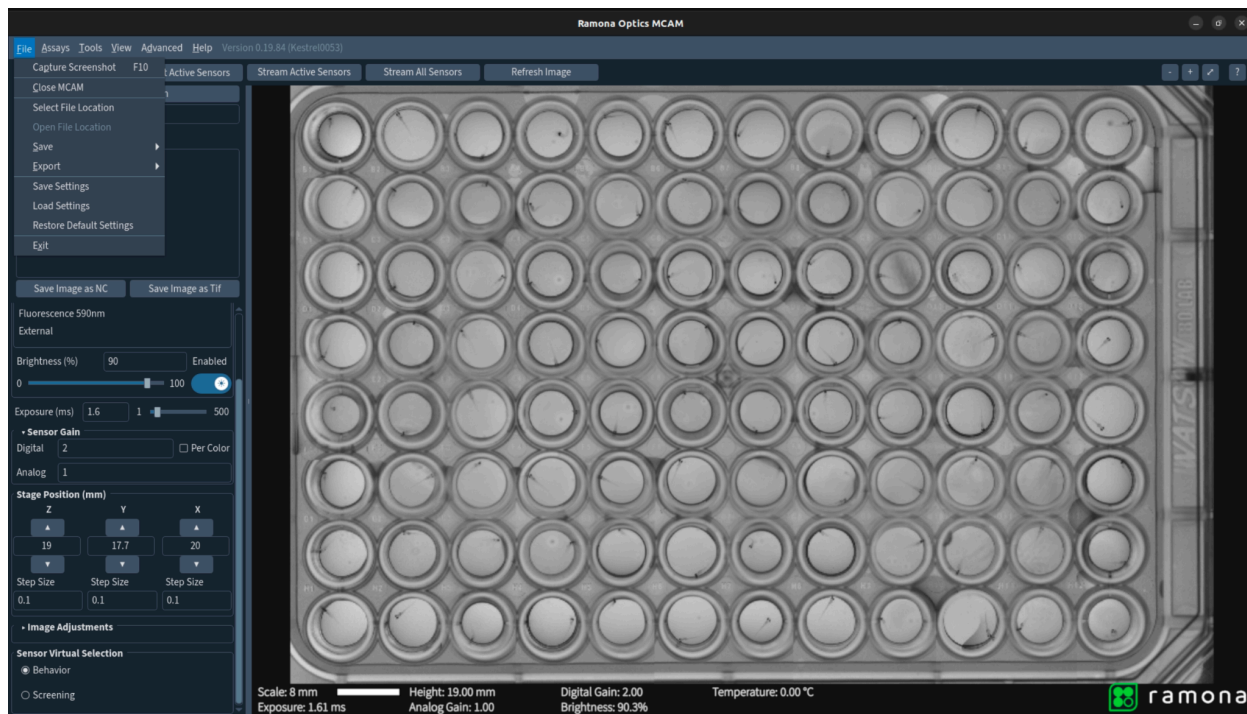 Ramona Optics MCAM
File Assays Tools View Advanced Help Version 0.19.84 (Kestrel0053)
Capture Screenshot F10
Close MCAM
Select File Location
Open File Location
Save
Export
Save Settings
Load Settings
Restore Default Settings
Exit
t Active Sensors Stream Active Sensors Stream All Sensors Refresh Image - + ?
Save Image as NC Save Image as Tif
Fluorescence 590nm
External
Brightness (%) 90 Enabled
0 100
Exposure (ms) 1.6 1 500
Sensor Gain
Digital 2 Per Color
Analog 1
Stage Position (mm)
Z Y X
19 17.7 20
Step Size Step Size Step Size
0.1 0.1 0.1
Image Adjustments
Sensor Virtual Selection
Behavior
Screening
Scale: 8 mm Height: 19.00 mm Digital Gain: 2.00 Temperature: 0.00 °C
Exposure: 1.61 ms Analog Gain: 1.00 Brightness: 90.3%
ramona